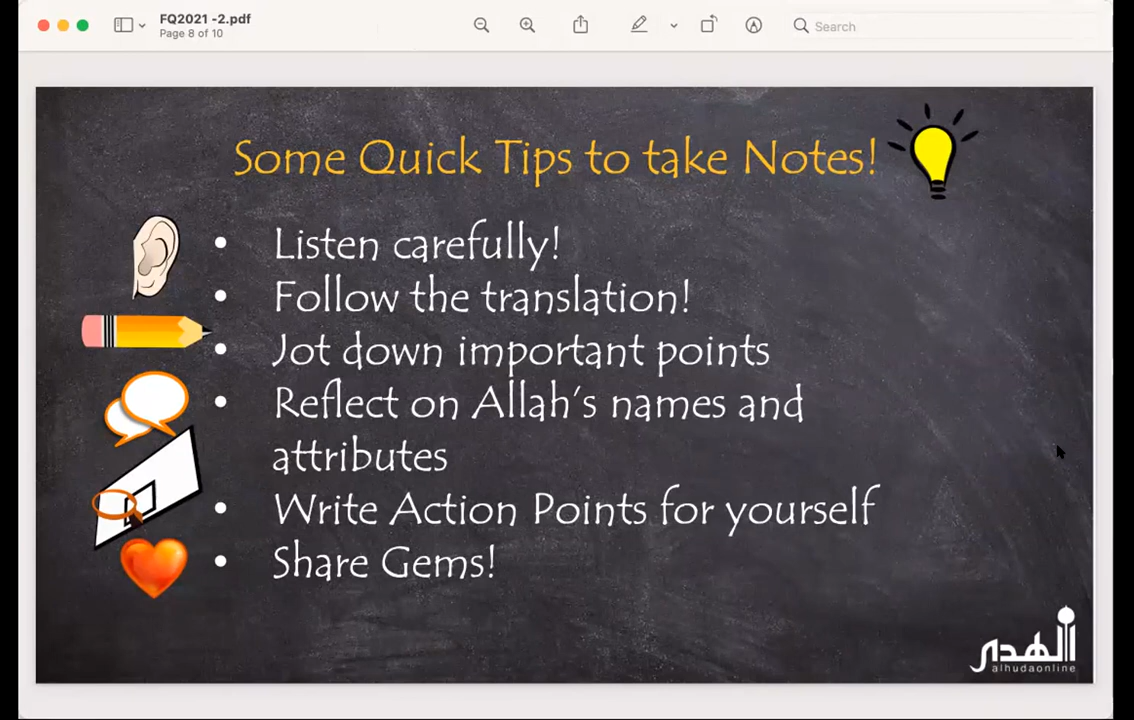 FQ2021 -2.pdf
Page 8 of 10
Search
Some Quick Tips to take Notes!
• Listen carefully!
• Follow the translation!
• Jot down important points
• Reflect on Allah's names and
attributes
• Write Action Points for yourself
• Share Gems!
الهدى
alhudaonline